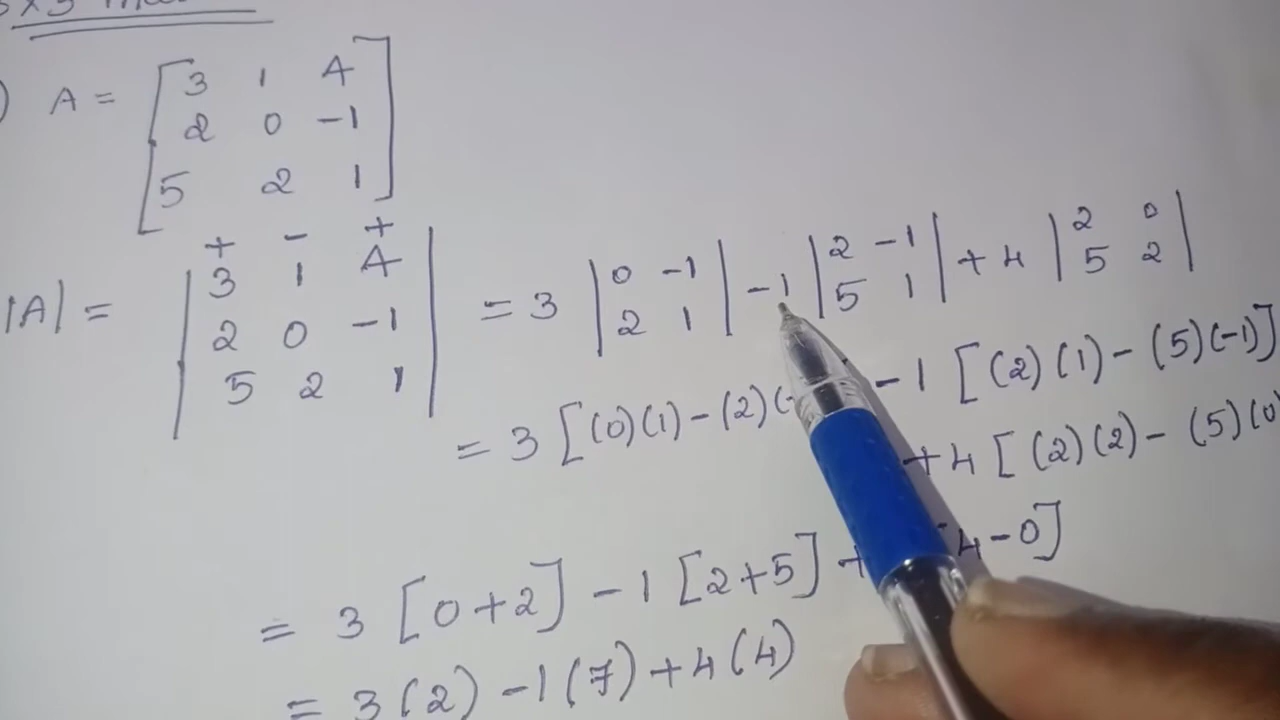 A = [3 1 4
2 0 -1
5 2 1]
+ - +
|A| = |3 1 4
2 0 -1
5 2 1| = 3 |0 -1
2 1| -1 |2 -1
5 1| + 4 |2 0
5 2|
= 3 [(0)(1) - (2)( - 1 [(2)(1) - (5)(-1)]
+ 4 [(2)(2) - (5)(0
= 3 [0+2] - 1 [2+5] + 4-0]
= 3(2) - 1(7) + 4(4)